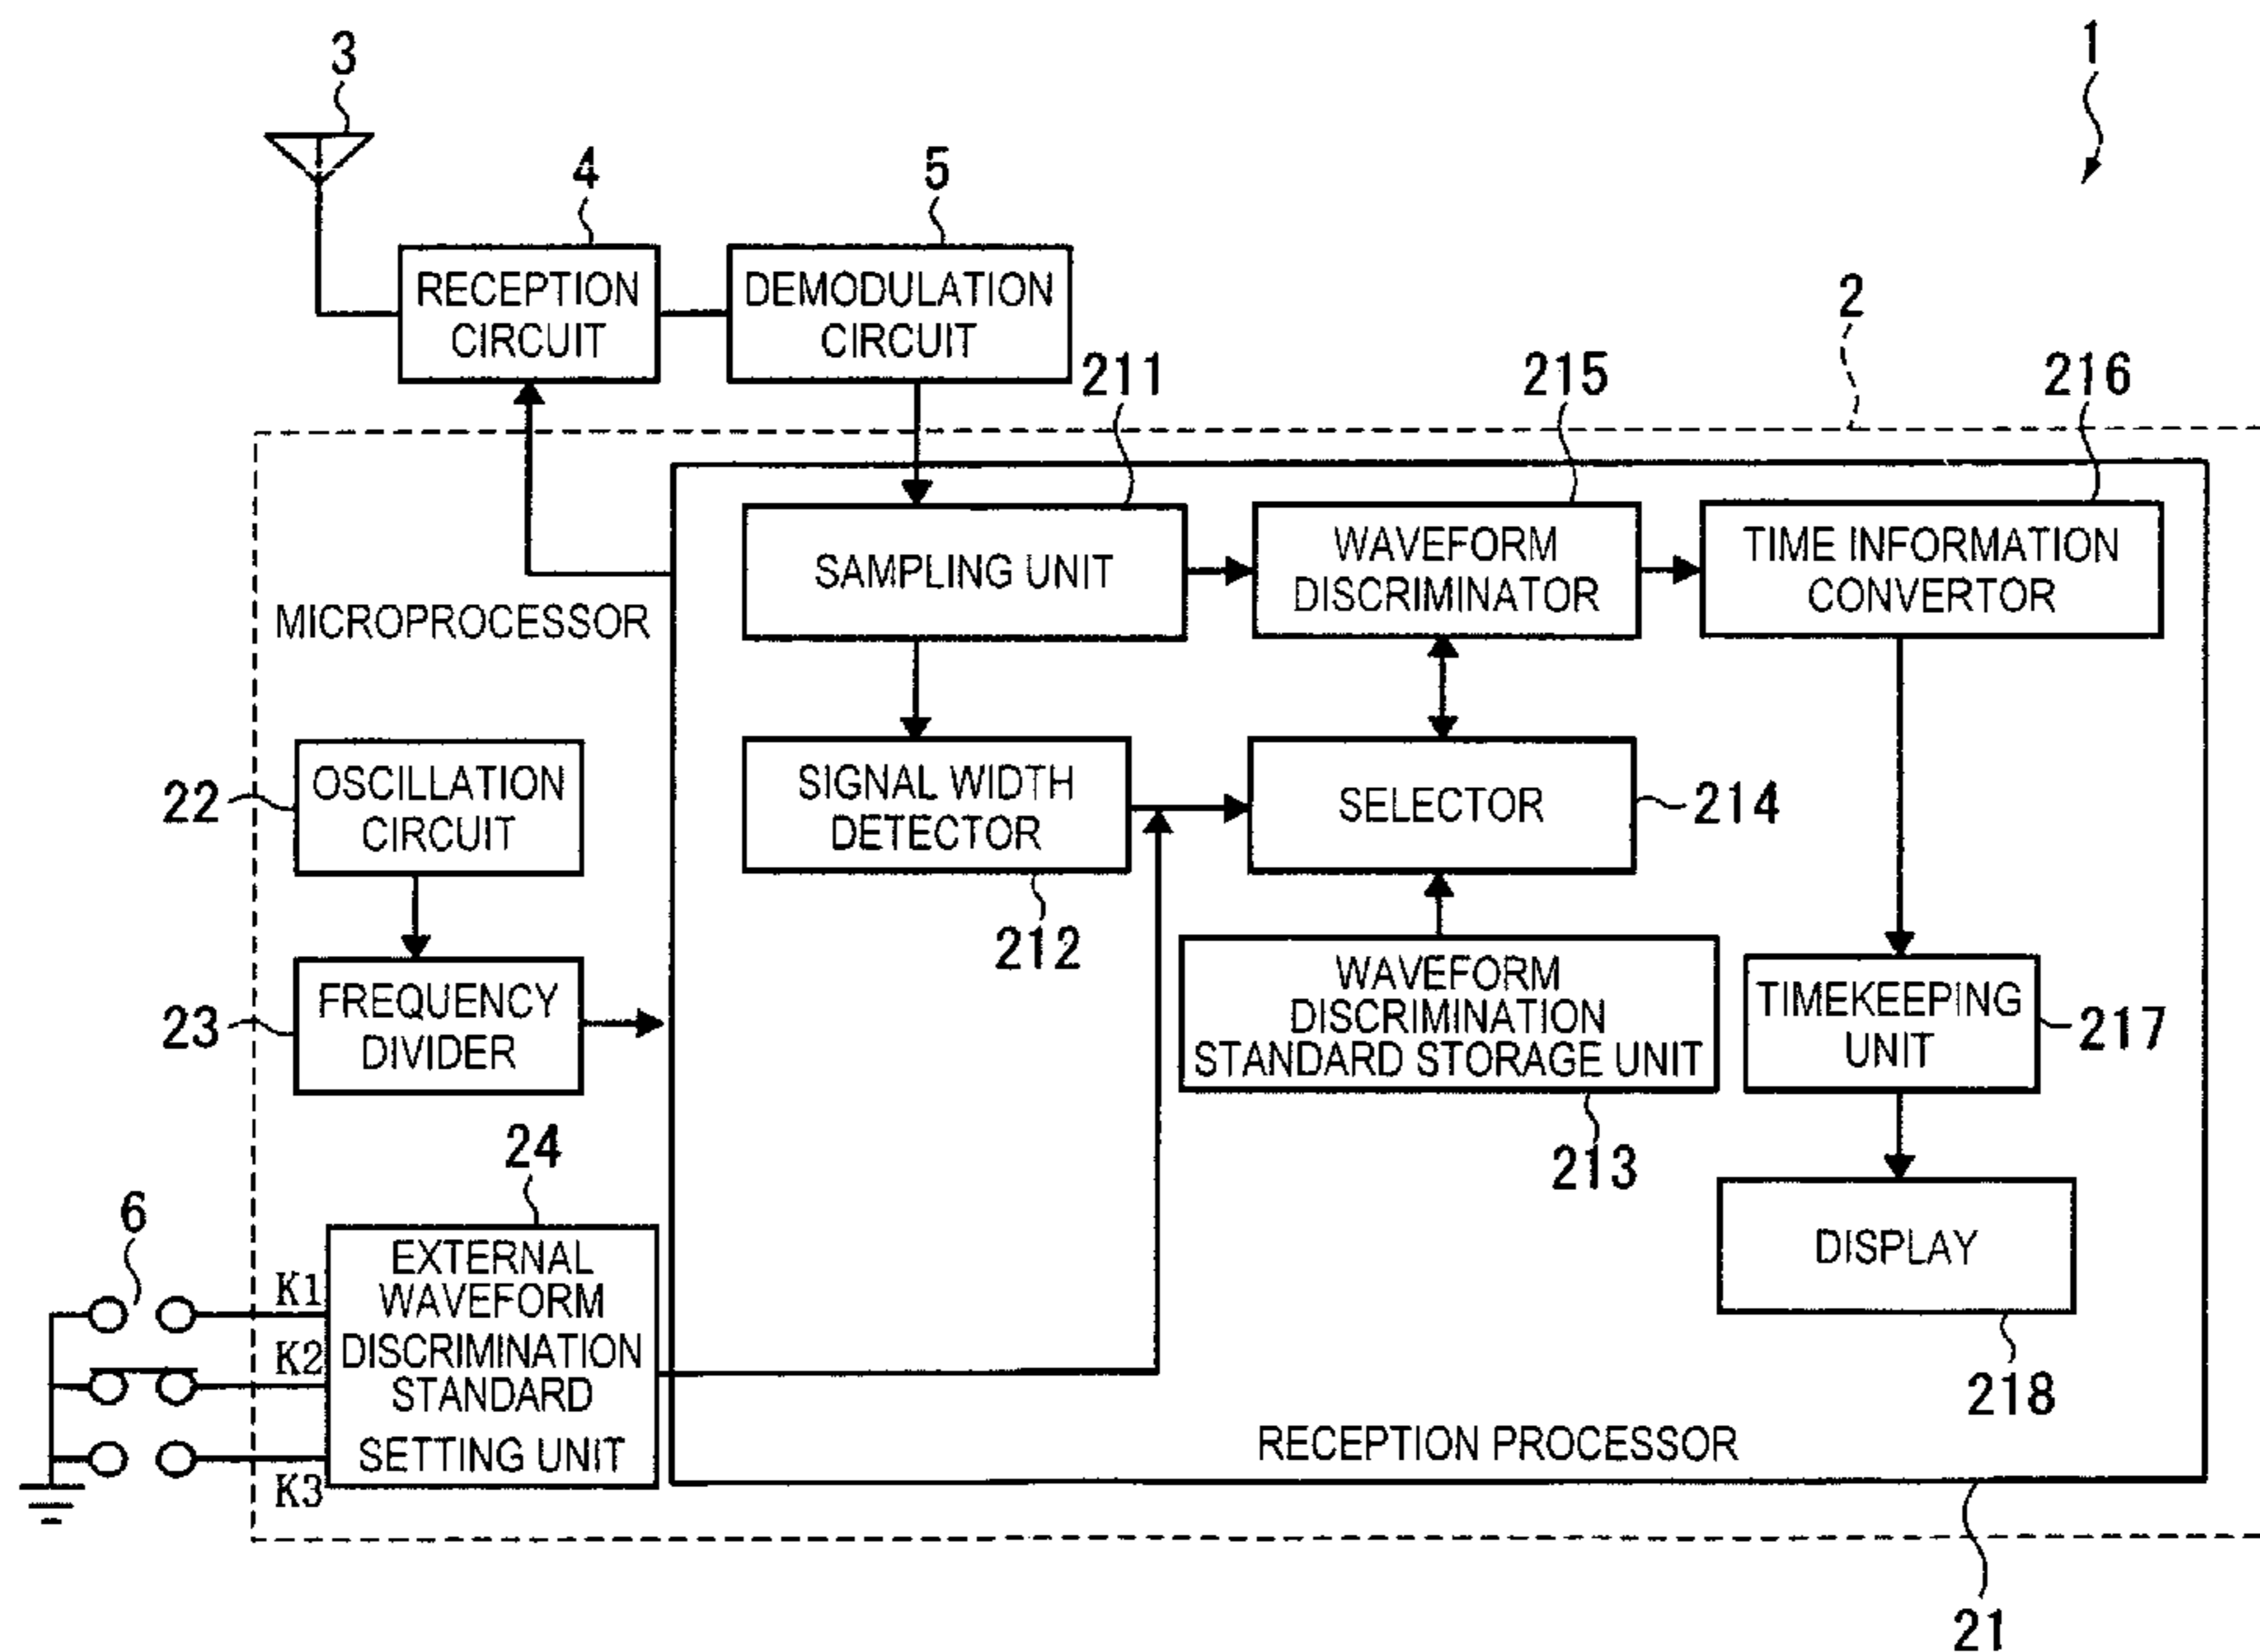 1
3
4
5
RECEPTION
CIRCUIT
DEMODULATION
CIRCUIT
2
211
215
216
SAMPLING UNIT
WAVEFORM
DISCRIMINATOR
TIME INFORMATION
CONVERTOR
MICROPROCESSOR
22
OSCILLATION
CIRCUIT
SIGNAL WIDTH
DETECTOR
SELECTOR
214
212
23
FREQUENCY
DIVIDER
WAVEFORM
DISCRIMINATION
STANDARD STORAGE UNIT
TIMEKEEPING
UNIT
217
213
24
6
K1
K2
K3
EXTERNAL
WAVEFORM
DISCRIMINATION
STANDARD
SETTING UNIT
DISPLAY
218
RECEPTION PROCESSOR
21